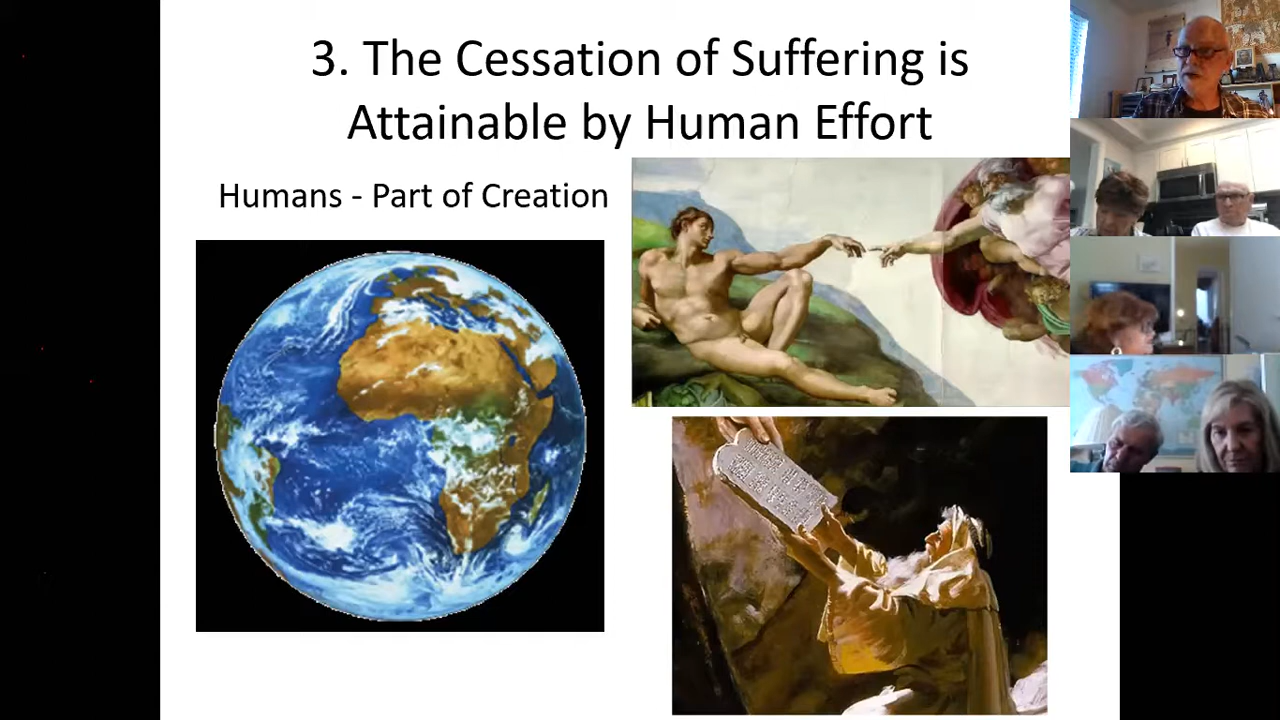 3. The Cessation of Suffering is
Attainable by Human Effort
Humans - Part of Creation